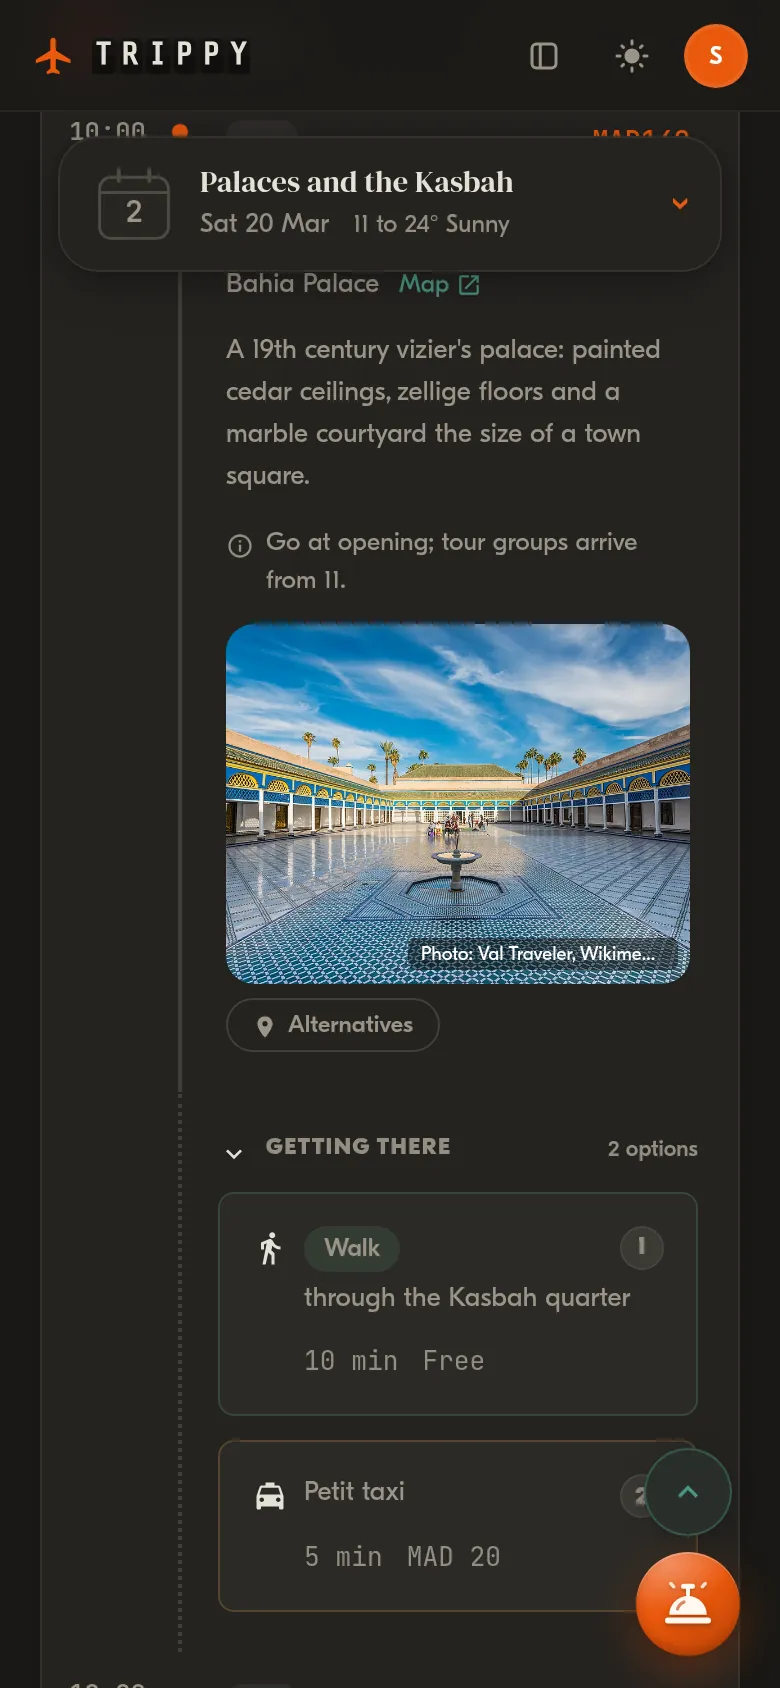 TRIPPY
S
10:00
2
Palaces and the Kasbah
Sat 20 Mar 11 to 24° Sunny
Bahia Palace Map
A 19th century vizier's palace: painted
cedar ceilings, zellige floors and a
marble courtyard the size of a town
square.
Go at opening; tour groups arrive
from 11.
Photo: Val Traveler, Wikime...
Alternatives
GETTING THERE
2 options
Walk
1
through the Kasbah quarter
10 min Free
Petit taxi
2
5 min MAD 20